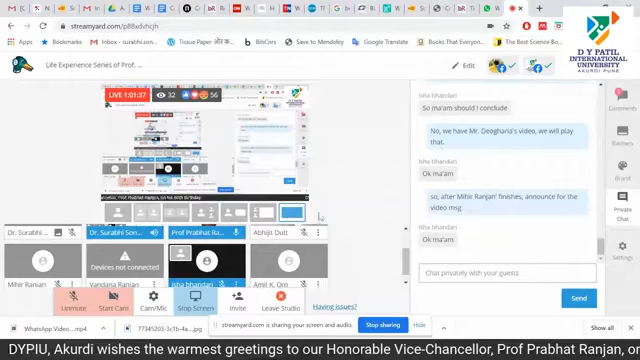 streamyard.com/p88xdvhcjh
Apps
Bookmarks
Inbox - surabhi.son...
Tissue Paper
BibCnrs
Save to Mendeley
Google Translate
Books That Everyon...
The Best Science Bo...
D Y PATIL
INTERNATIONAL
UNIVERSITY
AKURDI PUNE
Life Experience Series of Prof. ...
Edit
LIVE 1:01:37
32
56
isha bhandari
So ma'am should I conclude
No, we have Mr. Deogharia's video, we will play
that.
isha bhandari
Ok ma'am
so, after Mihir Ranjan' finishes, announce for the
video msg.
isha bhandari
Ok ma'am
Comments
Banners
Brand
Private
Chat
Dr. Surabhi
Dr. Surabhi Son...
Prof Prabhat Ra...
Abhijit Dutt
Devices not connected
Mihir Ranjan
Vandana Ranjan
isha bhandari
Amit K. Om
Chat privately with your guests
Send
Unmute
Start Cam
Cam/Mic
Stop Screen
Invite
Leave Studio
Having Issues?
WhatsApp Video....mp4
77345203-3c1b-4a....jpg
streamyard.com is sharing your screen and audio.
Stop sharing
Hide
Show all
DYPIU, Akurdi wishes the warmest greetings to our Honorable Vice-Chancellor, Prof Prabhat Ranjan, on